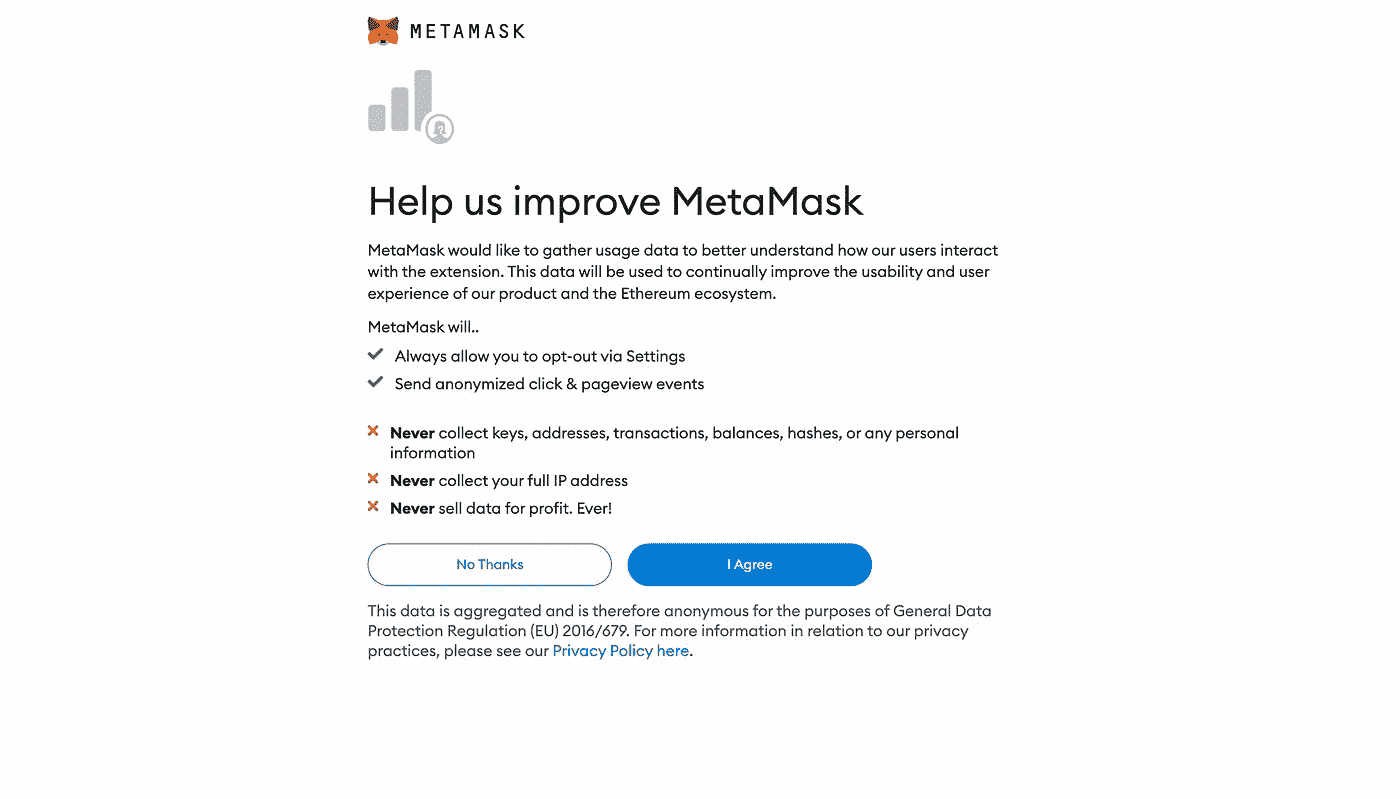 METAMASK
Help us improve MetaMask
MetaMask would like to gather usage data to better understand how our users interact
with the extension. This data will be used to continually improve the usability and user
experience of our product and the Ethereum ecosystem.
MetaMask will..
Always allow you to opt-out via Settings
Send anonymized click & pageview events
Never collect keys, addresses, transactions, balances, hashes, or any personal
information
Never collect your full IP address
Never sell data for profit. Ever!
No Thanks
I Agree
This data is aggregated and is therefore anonymous for the purposes of General Data
Protection Regulation (EU) 2016/679. For more information in relation to our privacy
practices, please see our Privacy Policy here.